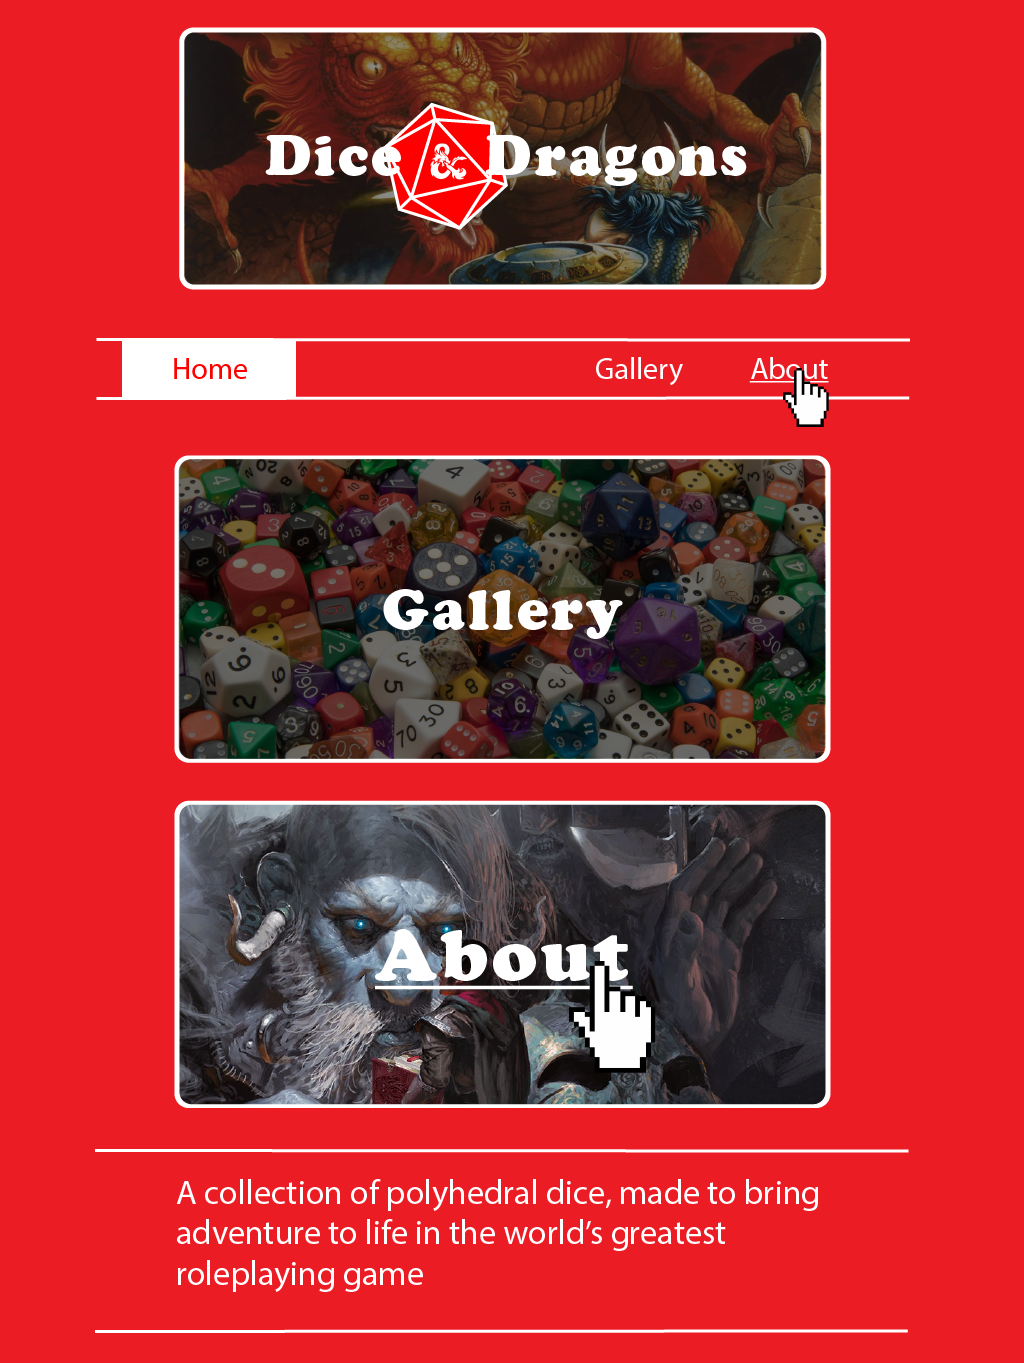 Dice & Dragons
Home Gallery About
Gallery
About
A collection of polyhedral dice, made to bring
adventure to life in the world’s greatest
roleplaying game